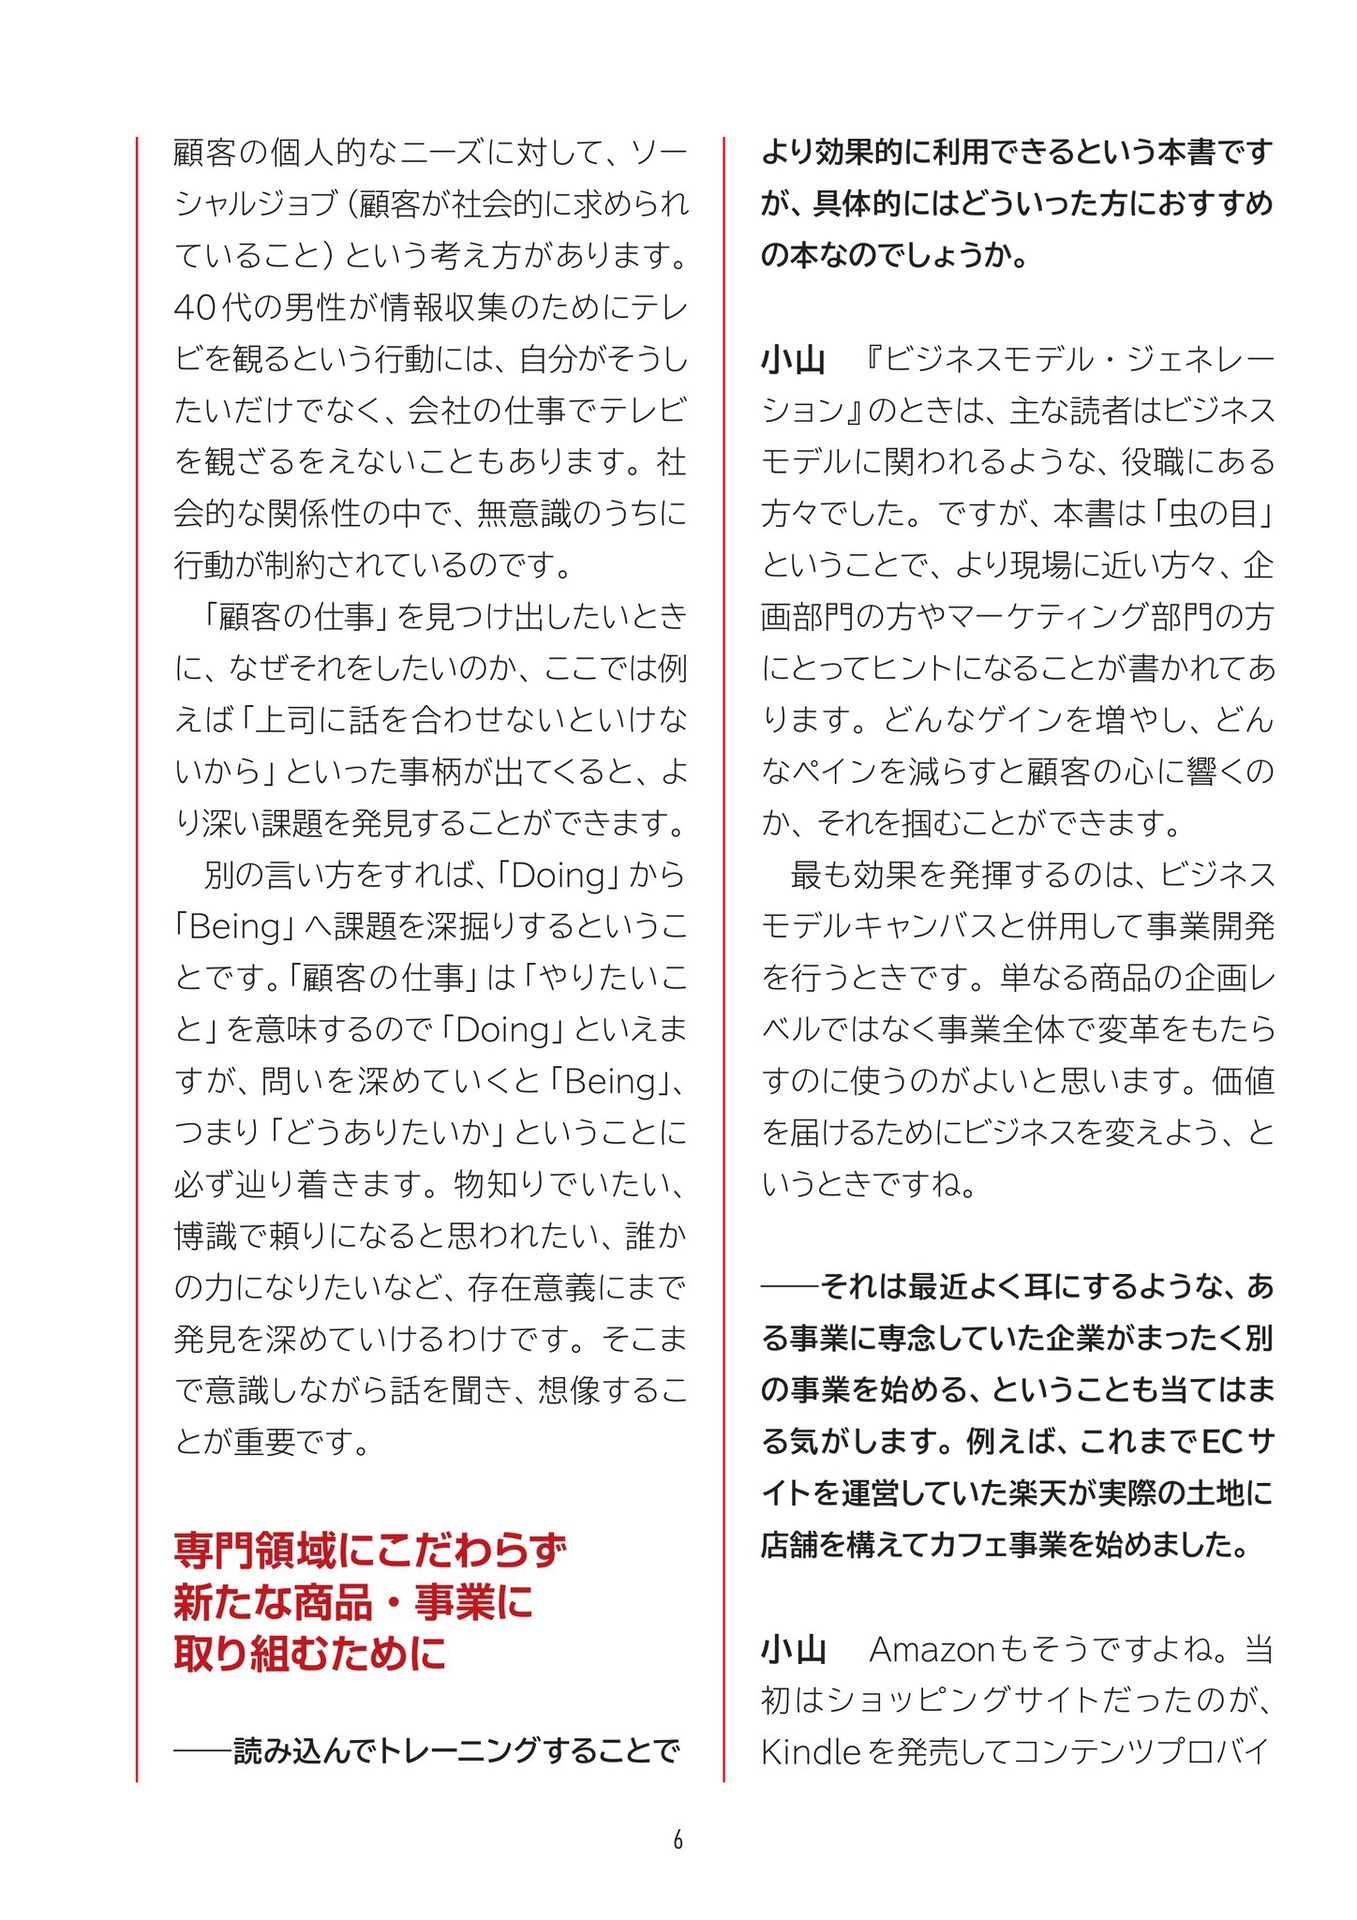 顧客の個人的なニーズに対して、ソー
シャルジョブ（顧客が社会的に求められ
ていること）という考え方があります。
40代の男性が情報収集のためにテレ
ビを観るという行動には、自分がそうし
たいだけでなく、会社の仕事でテレビ
を観ざるをえないこともあります。社
会的な関係性の中で、無意識のうちに
行動が制約されているのです。
「顧客の仕事」を見つけ出したいとき
に、なぜそれをしたいのか、ここでは例
えば「上司に話を合わせないといけな
いから」といった事柄が出てくると、よ
り深い課題を発見することができます。
別の言い方をすれば、「Doing」から
「Being」へ課題を深掘りするというこ
とです。「顧客の仕事」は「やりたいこ
と」を意味するので「Doing」といえま
すが、問いを深めていくと「Being」、
つまり「どうありたいか」ということに
必ず辿り着きます。物知りでいたい、
博識で頼りになると思われたい、誰か
の力になりたいなど、存在意義にまで
発見を深めていけるわけです。そこま
で意識しながら話を聞き、想像するこ
とが重要です。
専門領域にこだわらず
新たな商品・事業に
取り組むために
――読み込んでトレーニングすることで
より効果的に利用できるという本書です
が、具体的にはどういった方におすすめ
の本なのでしょうか。
小山　『ビジネスモデル・ジェネレー
ション』のときは、主な読者はビジネス
モデルに関われるような、役職にある
方々でした。ですが、本書は「虫の目」
ということで、より現場に近い方々、企
画部門の方やマーケティング部門の方
にとってヒントになることが書かれてあ
ります。どんなゲインを増やし、どん
なペインを減らすと顧客の心に響くの
か、それを掴むことができます。
最も効果を発揮するのは、ビジネス
モデルキャンバスと併用して事業開発
を行うときです。単なる商品の企画レ
ベルではなく事業全体で変革をもたら
すのに使うのがよいと思います。価値
を届けるためにビジネスを変えよう、と
いうときですね。
――それは最近よく耳にするような、あ
る事業に専念していた企業がまったく別
の事業を始める、ということも当てはま
る気がします。例えば、これまでECサ
イトを運営していた楽天が実際の土地に
店舗を構えてカフェ事業を始めました。
小山　Amazonもそうですよね。当
初はショッピングサイトだったのが、
Kindleを発売してコンテンツプロバイ
6